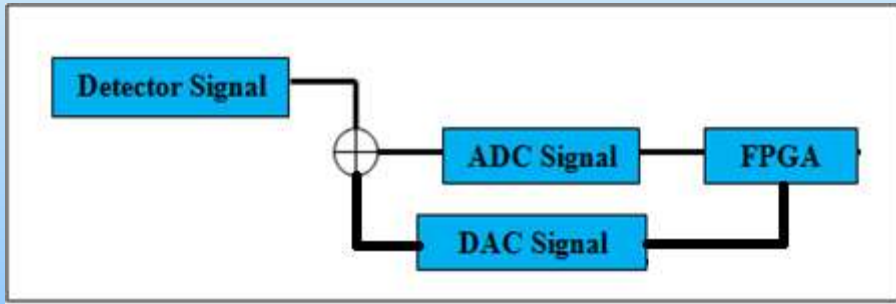 Detector Signal
ADC Signal
FPGA
DAC Signal